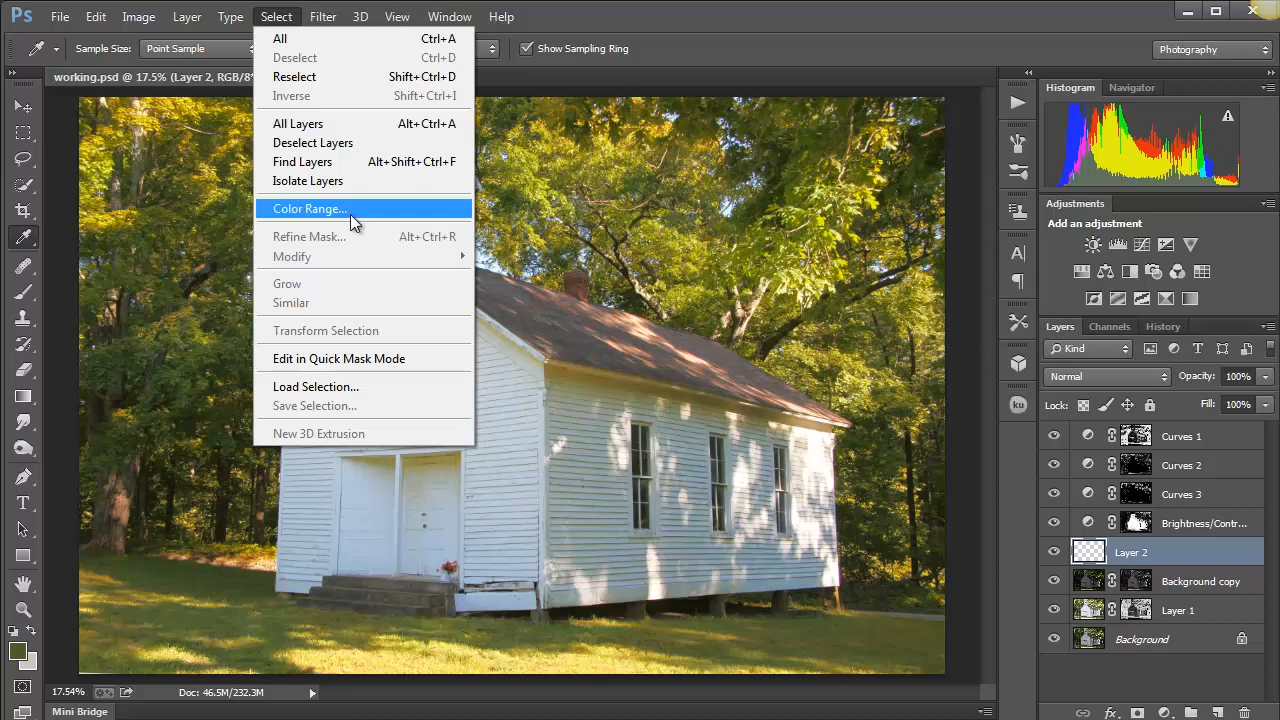 Ps File Edit Image Layer Type Select Filter 3D View Window Help
Sample Size: Point Sample Show Sampling Ring Photography
working.psd @ 17.5% (Layer 2, RGB/8
All Ctrl+A
Deselect Ctrl+D
Reselect Shift+Ctrl+D
Inverse Shift+Ctrl+I
All Layers Alt+Ctrl+A
Deselect Layers
Find Layers Alt+Shift+Ctrl+F
Isolate Layers
Color Range...
Refine Mask... Alt+Ctrl+R
Modify
Grow
Similar
Transform Selection
Edit in Quick Mask Mode
Load Selection...
Save Selection...
New 3D Extrusion
Histogram Navigator
Adjustments
Add an adjustment
Layers Channels History
Kind
Normal Opacity: 100%
Lock: Fill: 100%
Curves 1
Curves 2
Curves 3
Brightness/Contr...
Layer 2
Background copy
Layer 1
Background
ku
17.54% Doc: 46.5M/232.3M
Mini Bridge
fx